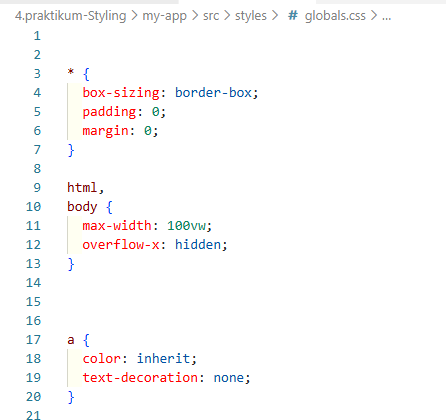 4.praktikum-Styling > my-app > src > styles > # globals.css > ...
1
2
3 * {
4   box-sizing: border-box;
5   padding: 0;
6   margin: 0;
7 }
8
9 html,
10 body {
11   max-width: 100vw;
12   overflow-x: hidden;
13 }
14
15
16
17 a {
18   color: inherit;
19   text-decoration: none;
20 }
21